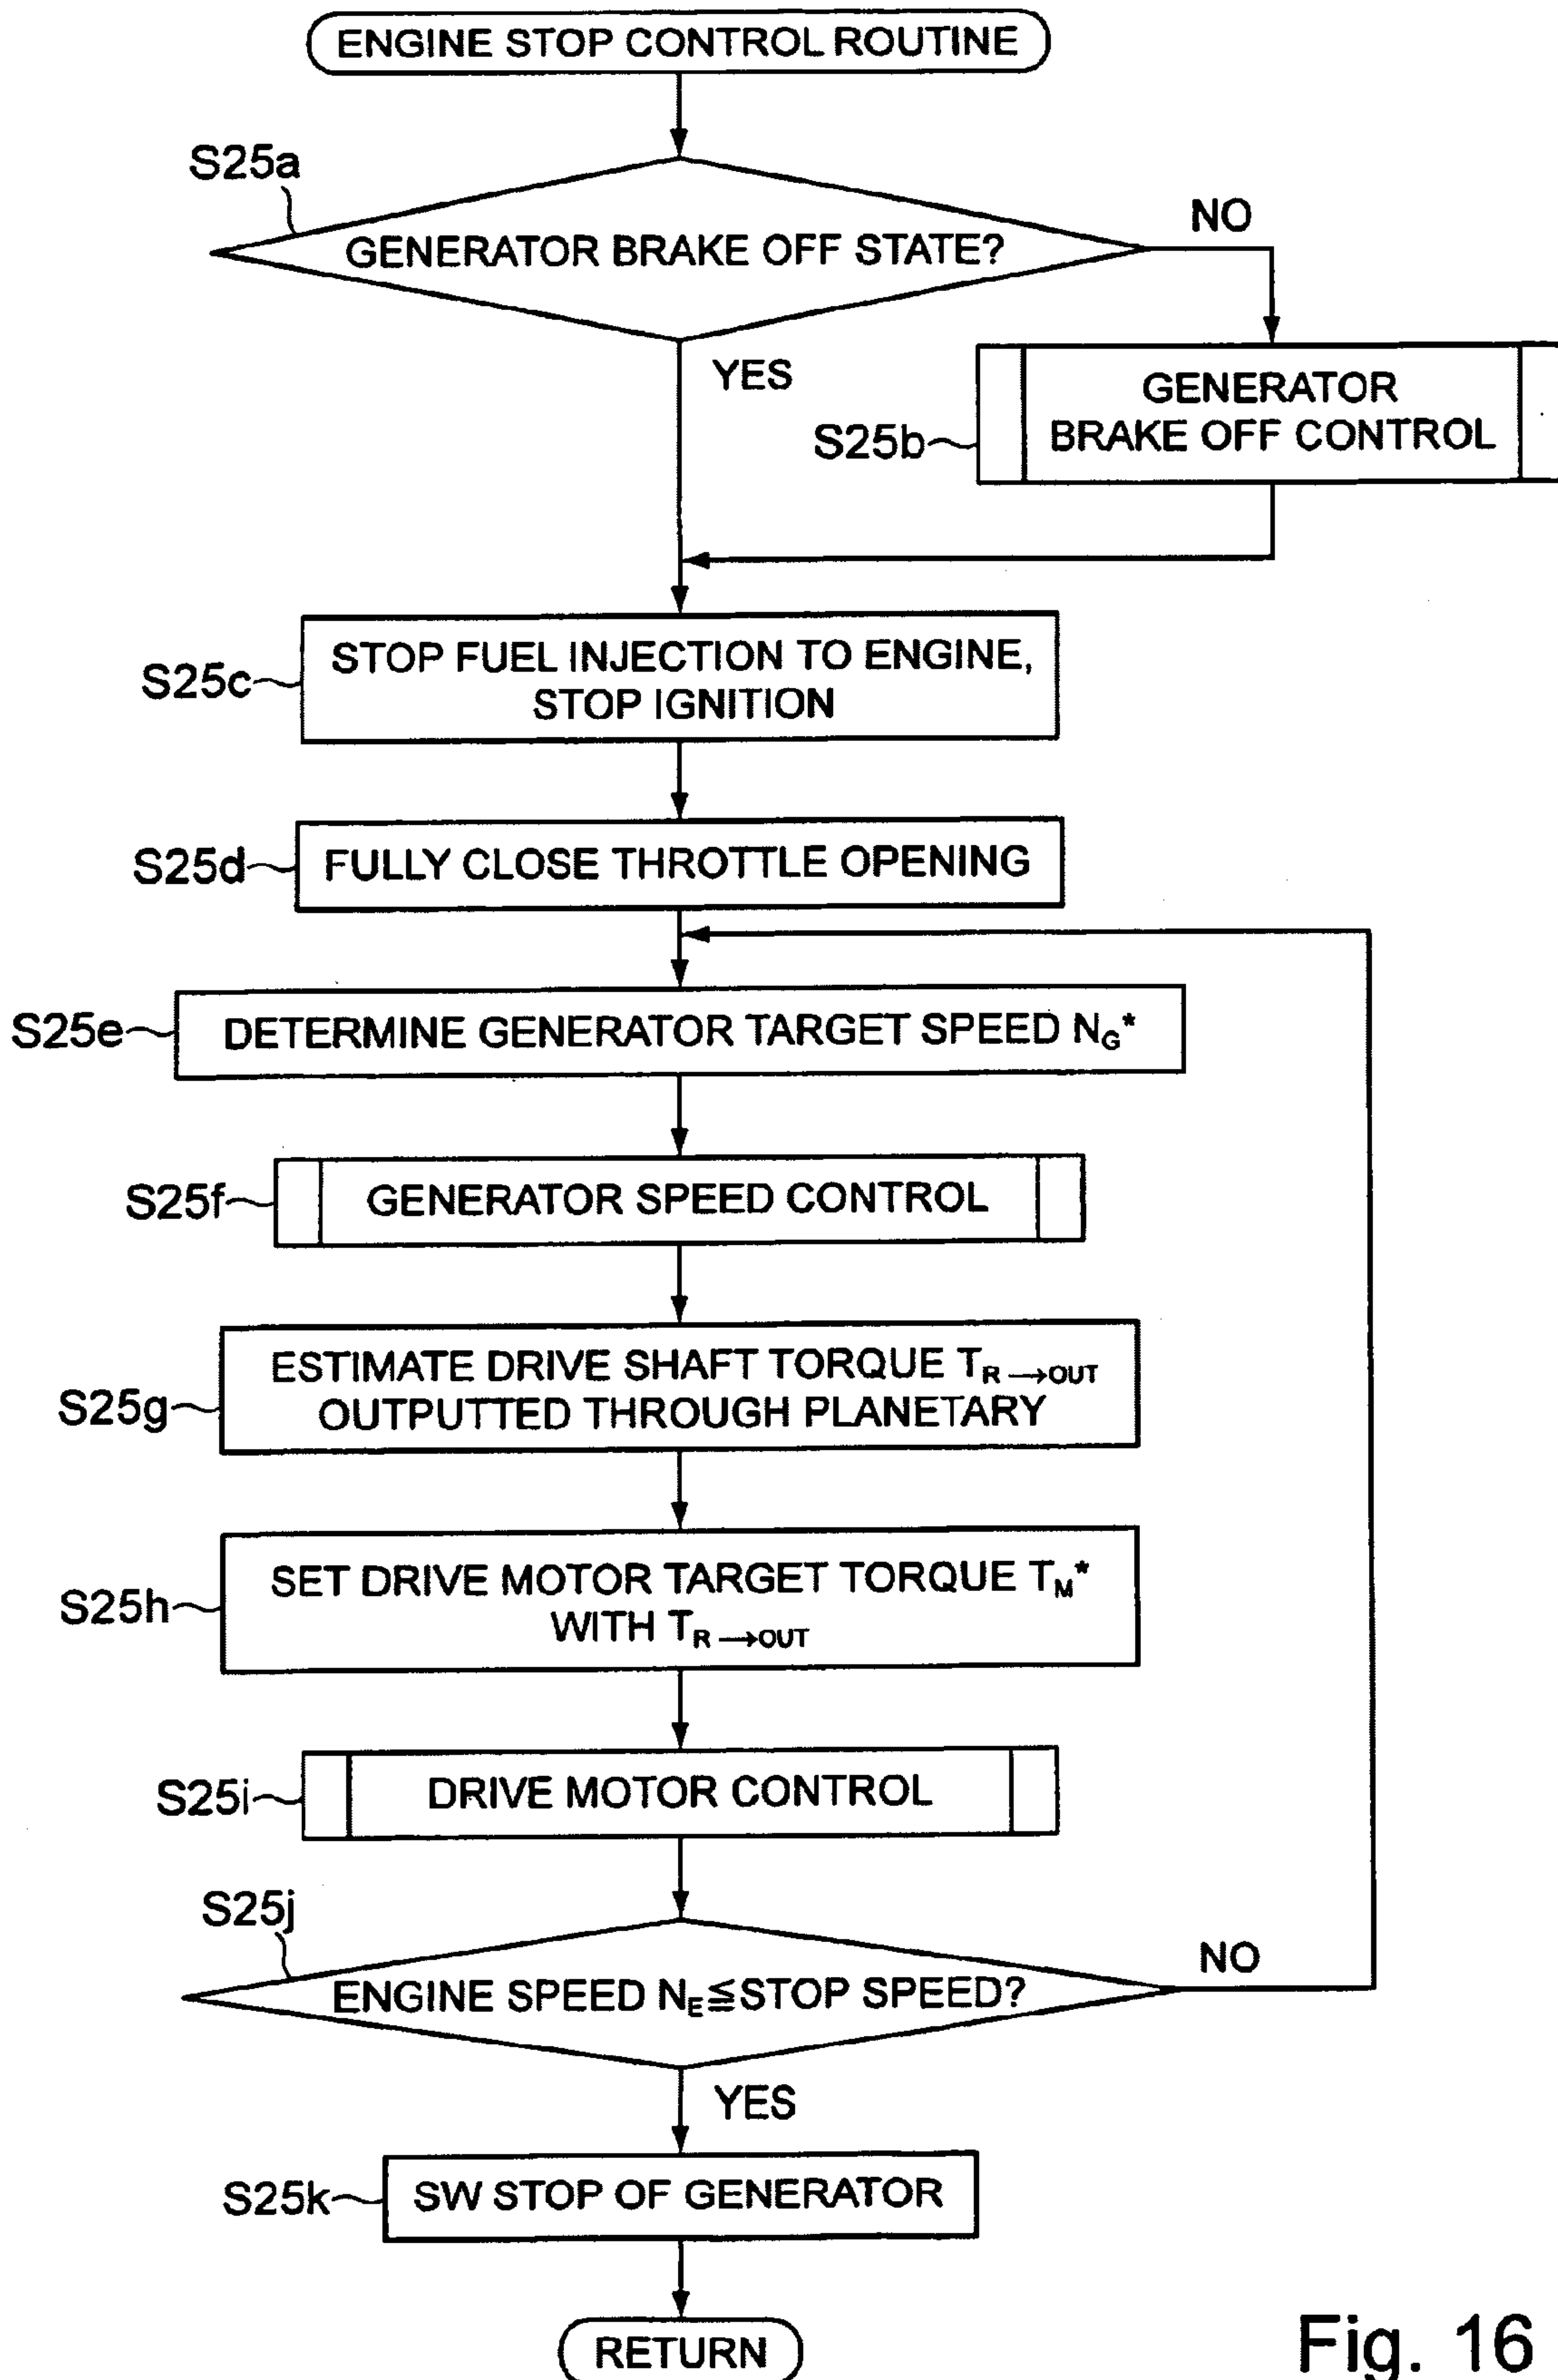 ENGINE STOP CONTROL ROUTINE
S25a
GENERATOR BRAKE OFF STATE?
NO
YES
S25b
GENERATOR
BRAKE OFF CONTROL
S25c
STOP FUEL INJECTION TO ENGINE,
STOP IGNITION
S25d
FULLY CLOSE THROTTLE OPENING
S25e
DETERMINE GENERATOR TARGET SPEED NG*
S25f
GENERATOR SPEED CONTROL
S25g
ESTIMATE DRIVE SHAFT TORQUE TR→OUT
OUTPUTTED THROUGH PLANETARY
S25h
SET DRIVE MOTOR TARGET TORQUE TM*
WITH TR→OUT
S25i
DRIVE MOTOR CONTROL
S25j
ENGINE SPEED NE≦STOP SPEED?
NO
YES
S25k
SW STOP OF GENERATOR
RETURN
Fig. 16